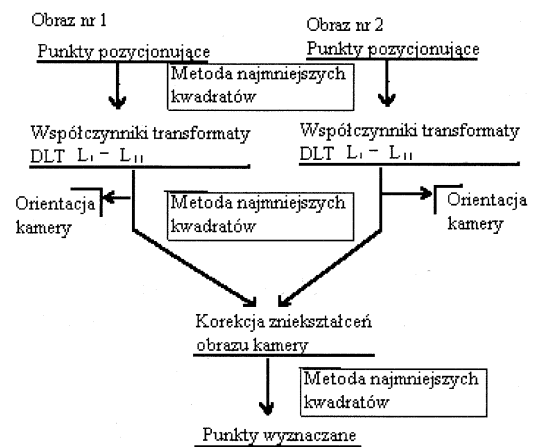 Obraz nr 1
Punkty pozycjonujące
Obraz nr 2
Punkty pozycjonujące
Metoda najmniejszych
kwadratów
Współczynniki transformaty
DLT L₁ - L₁₁
Współczynniki transformaty
DLT L₁ - L₁₁
Orientacja
kamery
Metoda najmniejszych
kwadratów
Orientacja
kamery
Korekcja zniekształceń
obrazu kamery
Metoda najmniejszych
kwadratów
Punkty wyznaczane